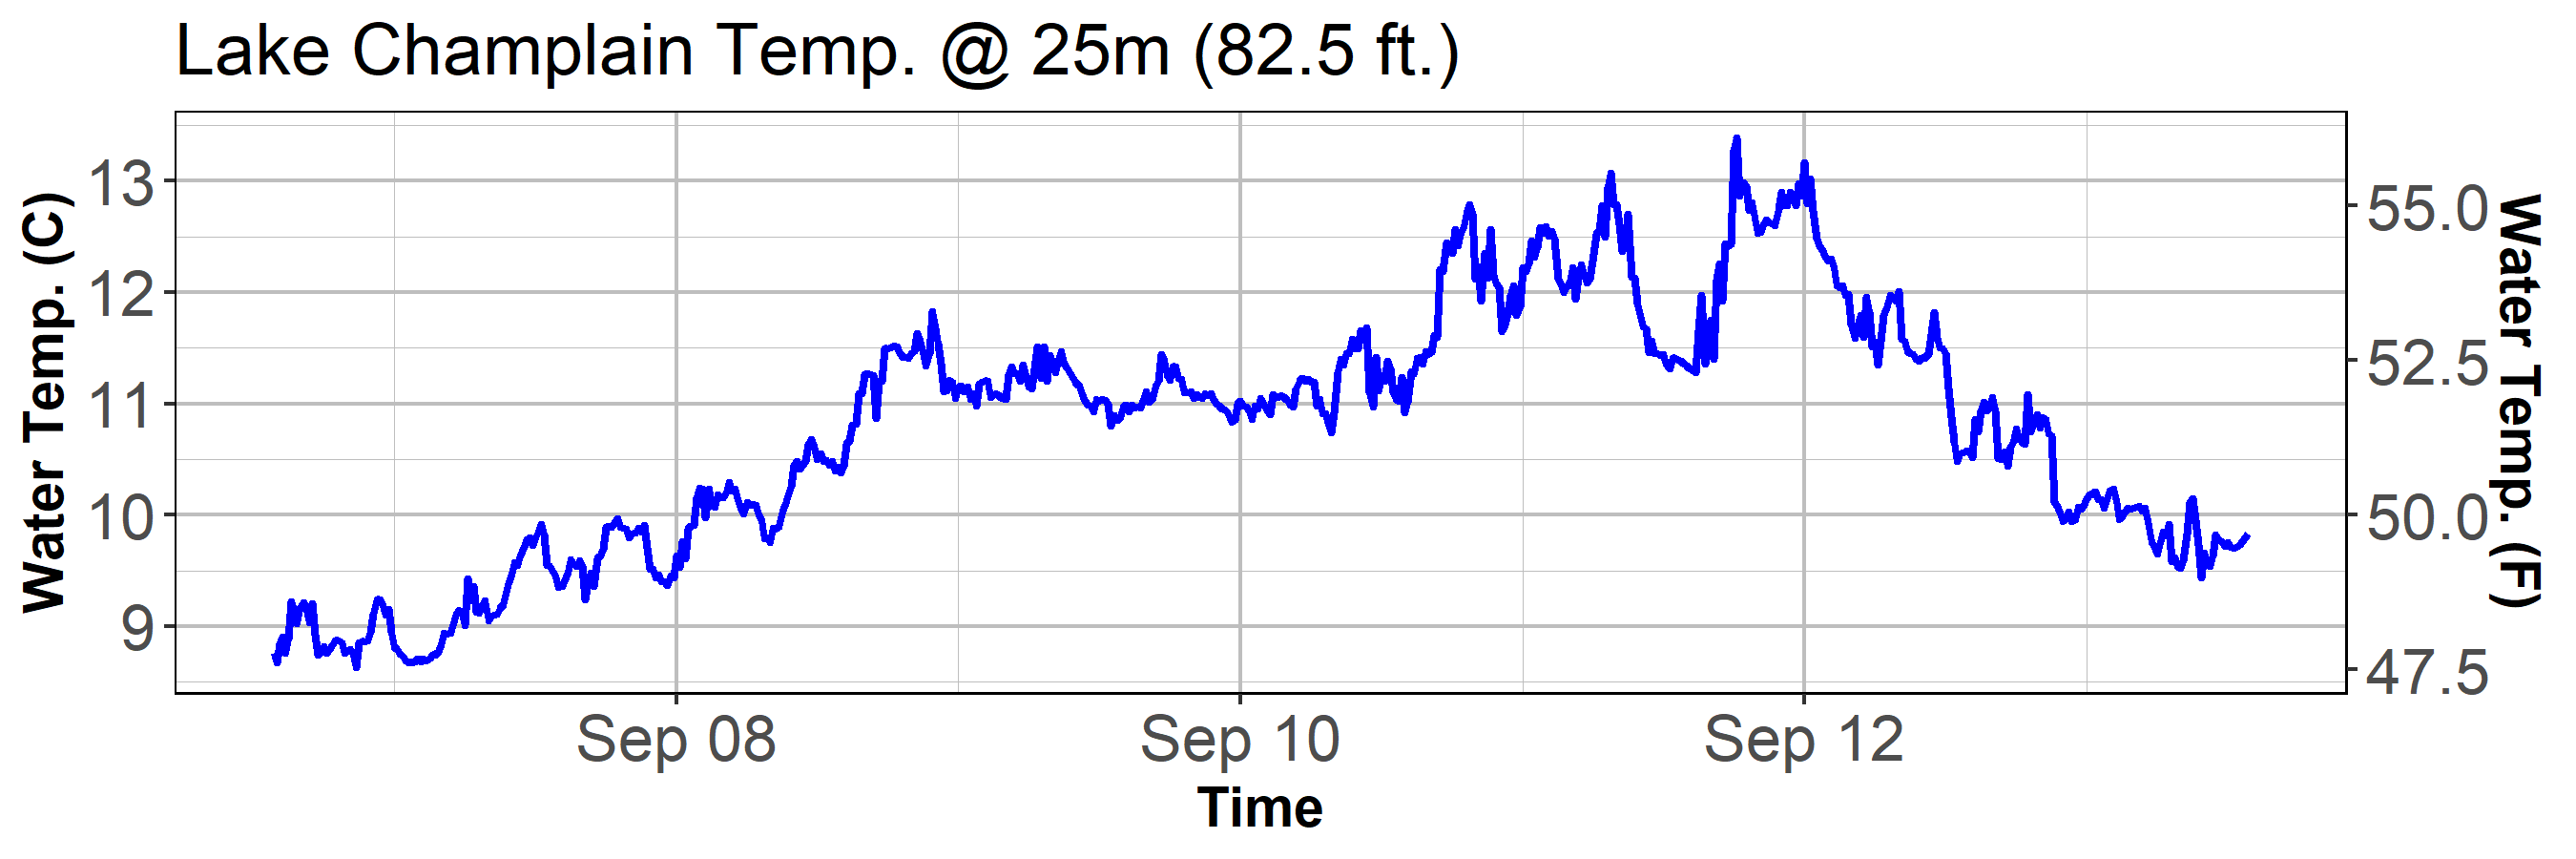 Lake Champlain Temp. @ 25m (82.5 ft.)
Water Temp. (C)
13
12
11
10
9
55.0
52.5
50.0
47.5
Water Temp. (F)
Sep 08
Sep 10
Sep 12
Time